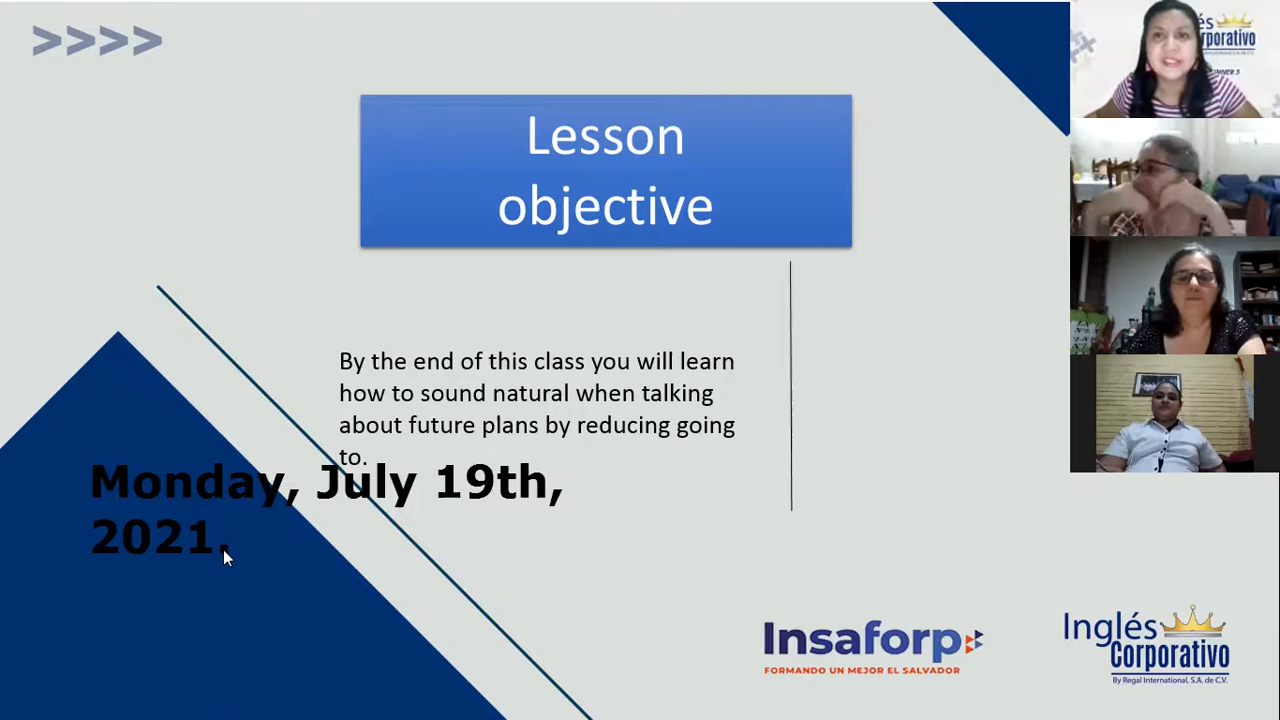 >>>>
Lesson
objective
By the end of this class you will learn
how to sound natural when talking
about future plans by reducing going
to.
Monday, July 19th,
2021.
Insaforp
FORMANDO UN MEJOR EL SALVADOR
Inglés
Corporativo
By Regal International, S.A. de C.V.
és
rporativo